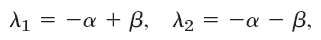 λ1 = −α + β, λ2 = −α − β,